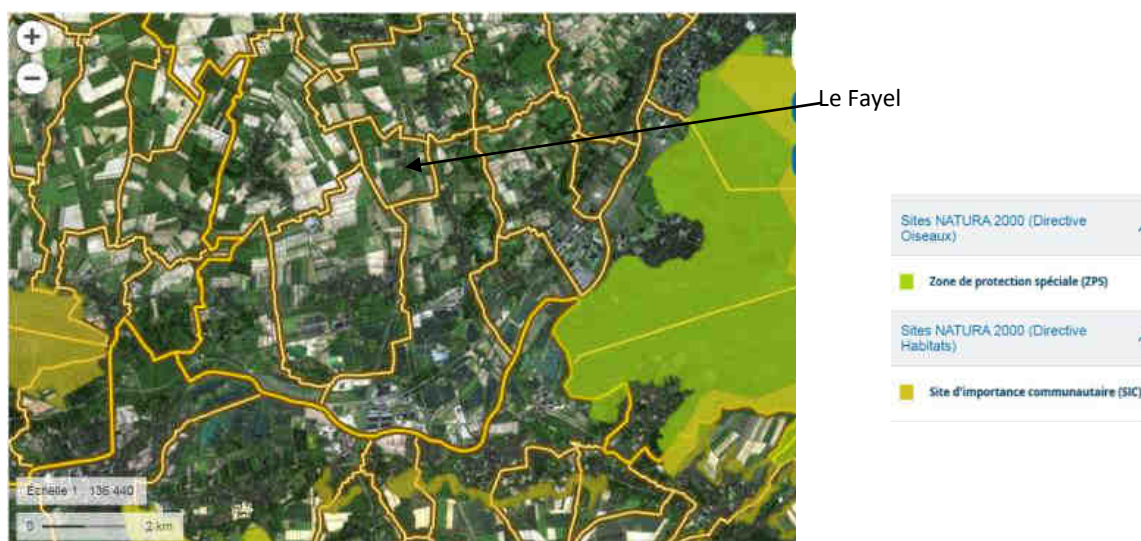 +
−
Le Fayel
Sites NATURA 2000 (Directive
Oiseaux)
Zone de protection spéciale (ZPS)
Sites NATURA 2000 (Directive
Habitats)
Site d'importance communautaire (SIC)
Echelle 1 : 136 440
0 2 km